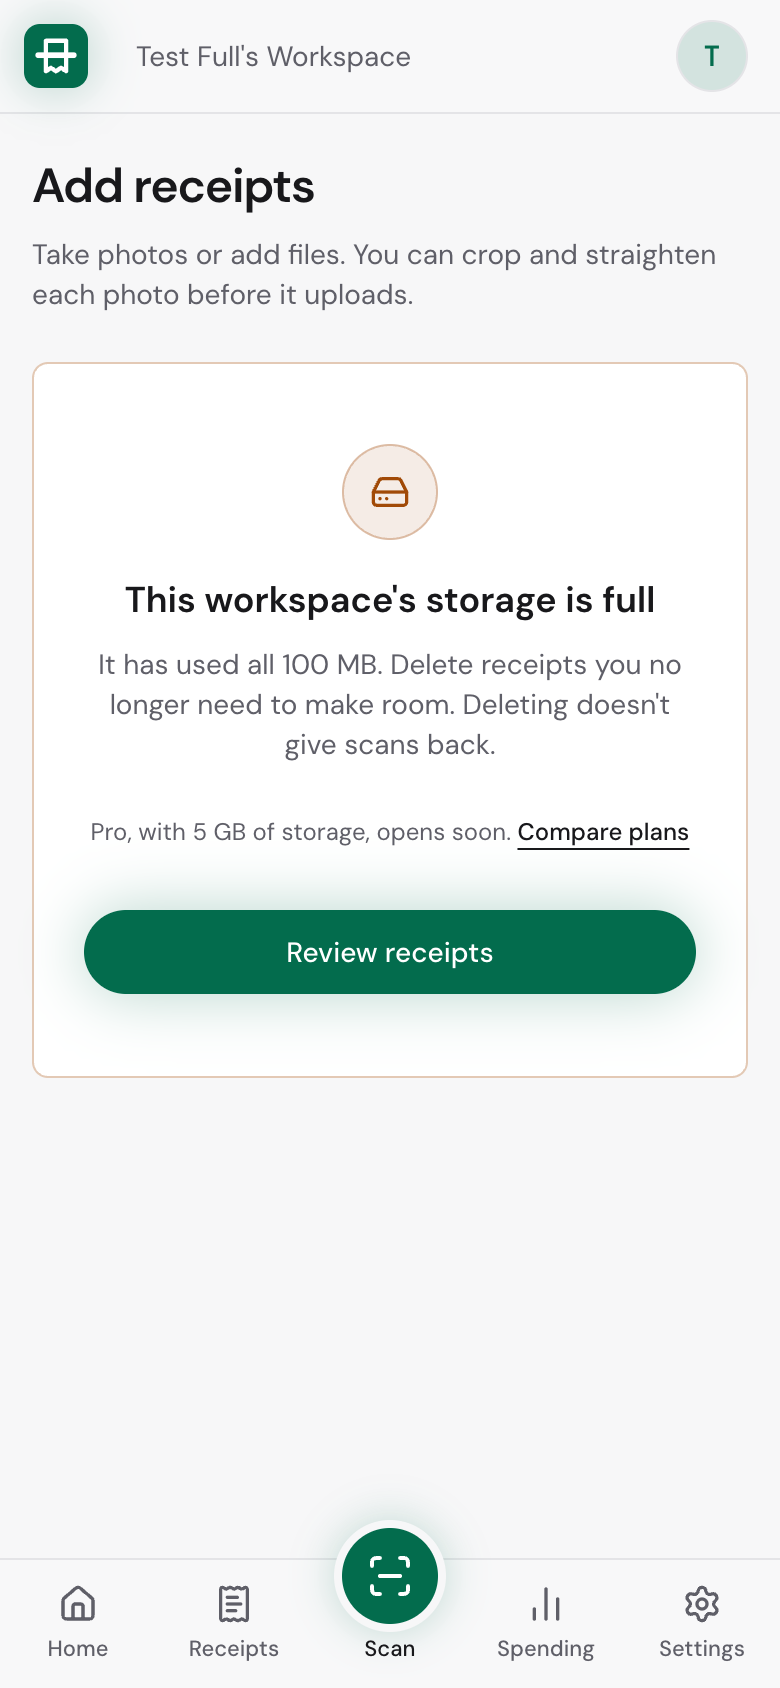 Test Full's Workspace
T
Add receipts
Take photos or add files. You can crop and straighten
each photo before it uploads.
This workspace's storage is full
It has used all 100 MB. Delete receipts you no
longer need to make room. Deleting doesn't
give scans back.
Pro, with 5 GB of storage, opens soon. Compare plans
Review receipts
Home
Receipts
Scan
Spending
Settings